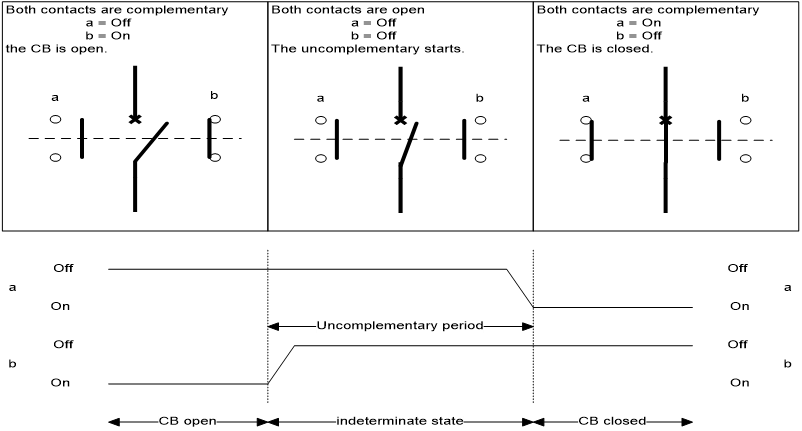 Both contacts are complementary
a = Off
b = On
the CB is open.
a
b
Both contacts are open
a = Off
b = Off
The uncomplementary starts.
a
b
Both contacts are complementary
a = On
b = Off
The CB is closed.
a
b
Off
Off
a
a
On
On
Uncomplementary period
Off
Off
b
b
On
On
CB open
indeterminate state
CB closed